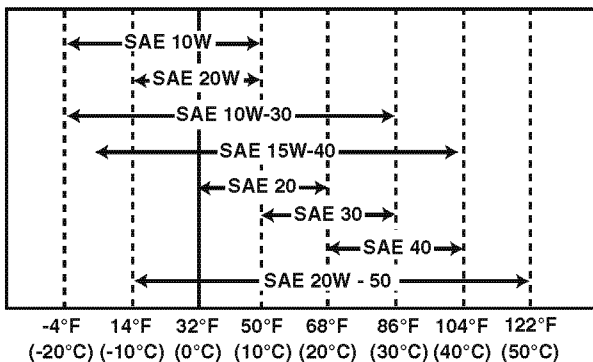 SAE 10W
SAE 20W
SAE 10W-30
SAE 15W-40
SAE 20
SAE 30
SAE 40
SAE 20W - 50
-4°F 14°F 32°F 50°F 68°F 86°F 104°F 122°F
(-20°C) (-10°C) (0°C) (10°C) (20°C) (30°C) (40°C) (50°C)